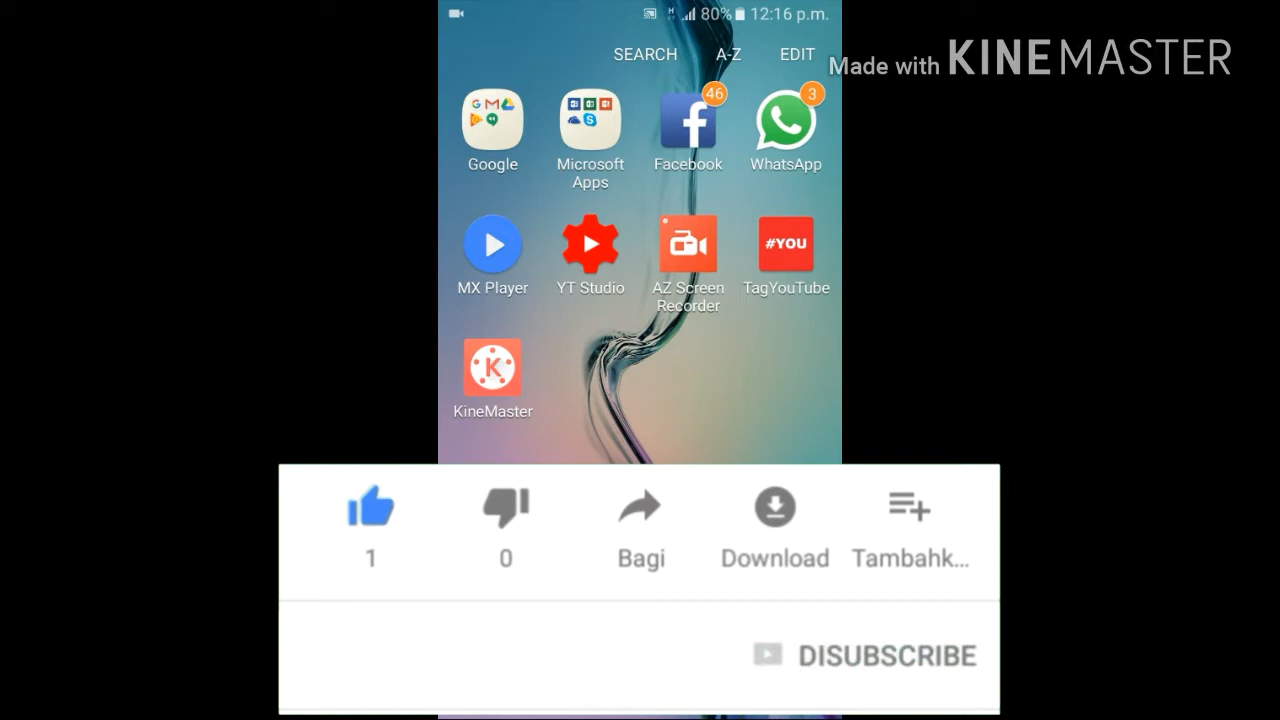 80% 12:16 p.m.
SEARCH A-Z EDIT
Made with KINEMASTER
46 3
Google Microsoft Apps Facebook WhatsApp
#YOU
MX Player YT Studio AZ Screen Recorder TagYouTube
K
KineMaster
1 0 Bagi Download Tambahk...
DISUBSCRIBE